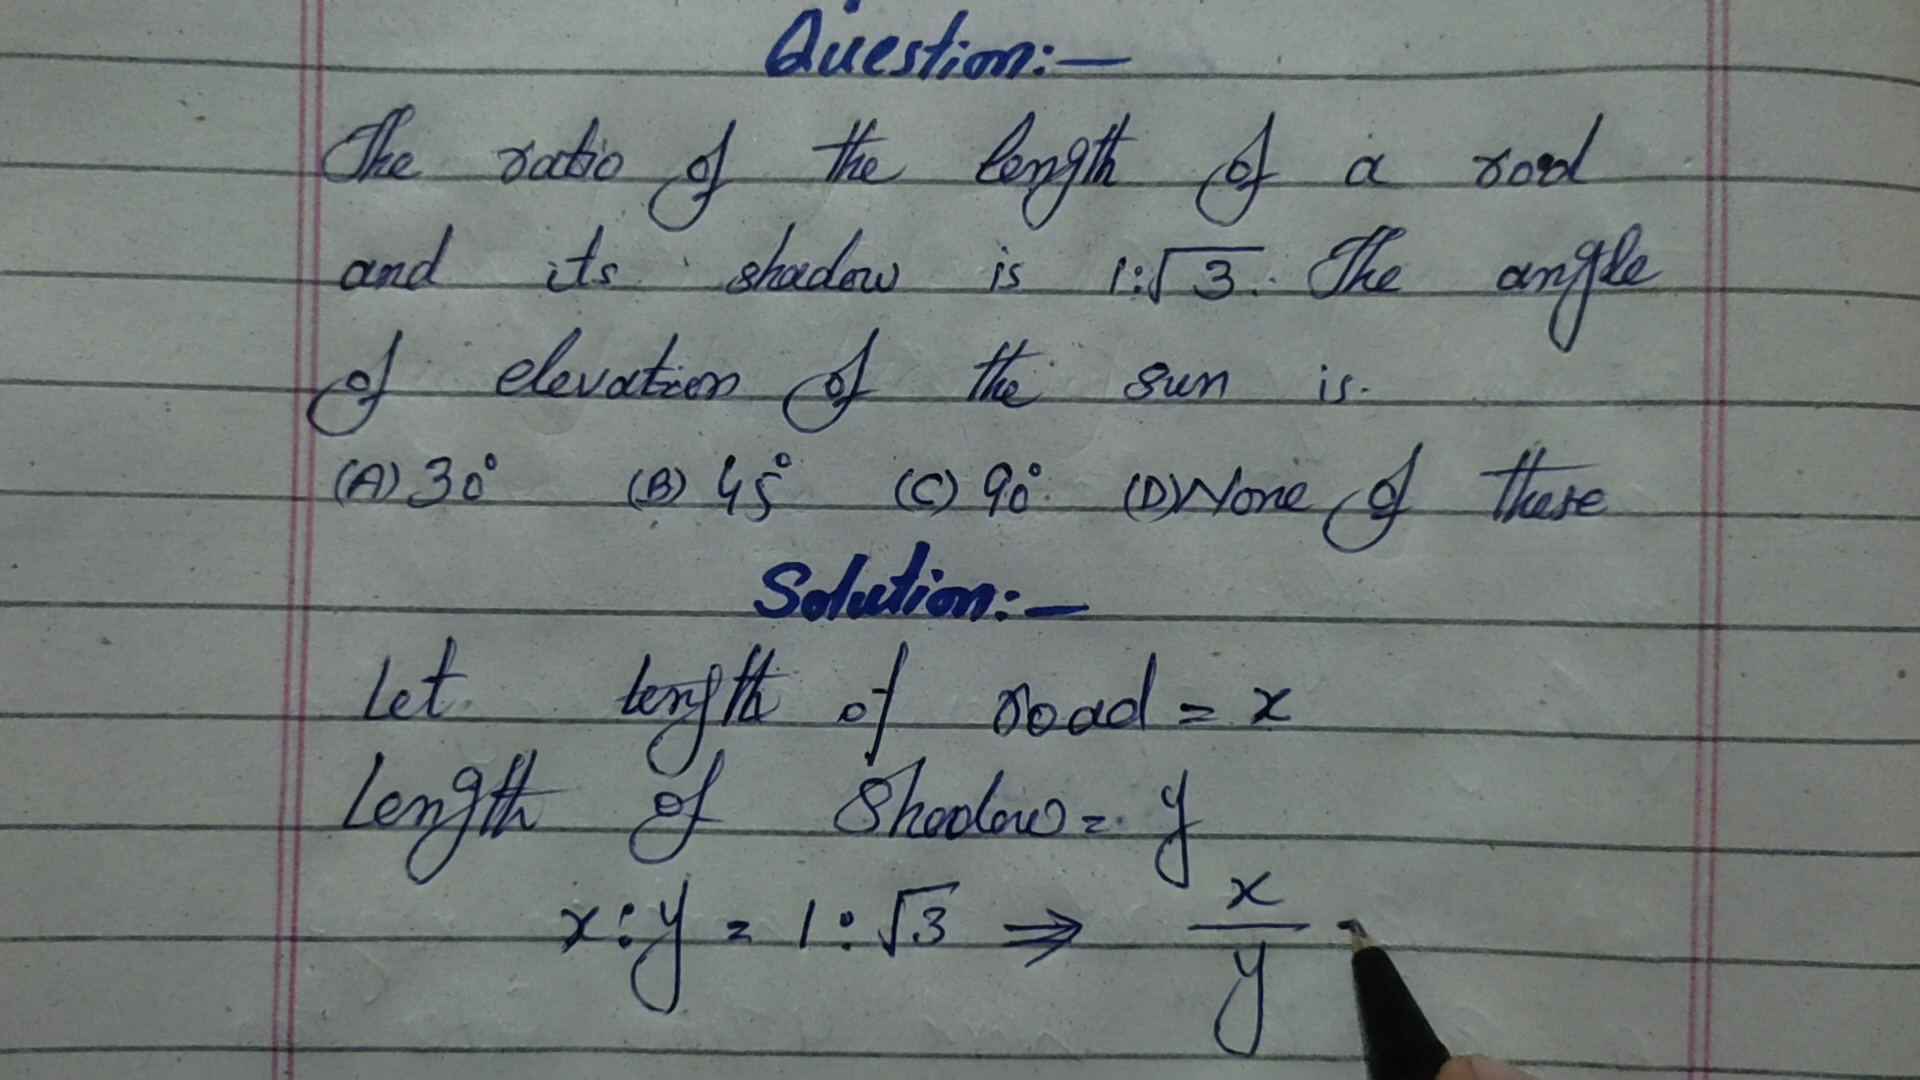 Question:—
The ratio of the length of a rod
and its shadow is 1:√3. The angle
of elevation of the sun is.
(A) 30° (B) 45° (C) 90° (D) None of these
Solution:—
Let length of road = x
Length of Shadow = y
x:y = 1:√3 ⇒ x/y =